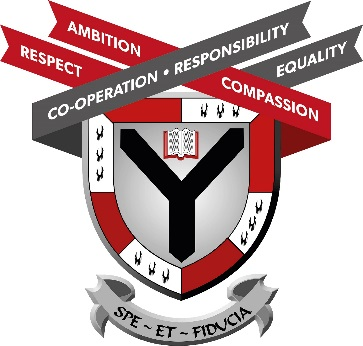 AMBITION
RESPECT
CO-OPERATION • RESPONSIBILITY
EQUALITY
COMPASSION
SPE ~ ET ~ FIDUCIA